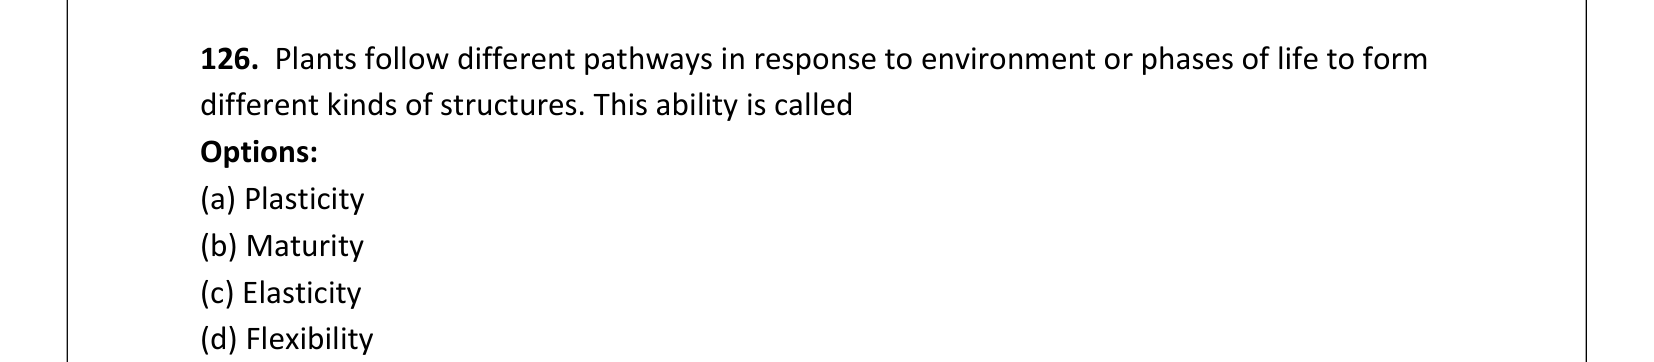 126. Plants follow different pathways in response to environment or phases of life to form
different kinds of structures. This ability is called
Options:
(a) Plasticity
(b) Maturity
(c) Elasticity
(d) Flexibility